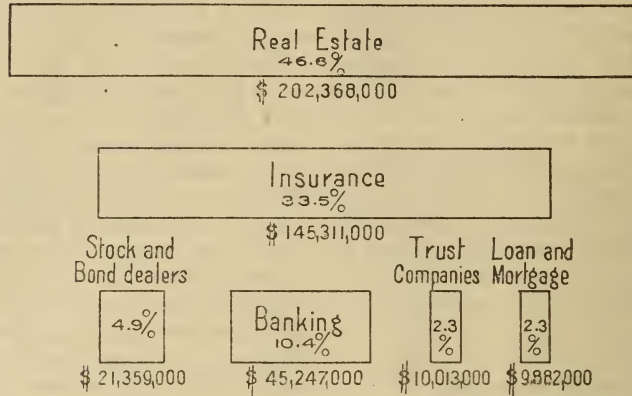 Real Estate
46.6%
$ 202,368,000
Insurance
33.5%
$ 145,311,000
Stock and
Bond dealers
4.9%
$ 21,359,000
Banking
10.4%
$ 45,247,000
Trust
Companies
2.3
%
$10,013,000
Loan and
Mortgage
2.3
%
$9,882,000